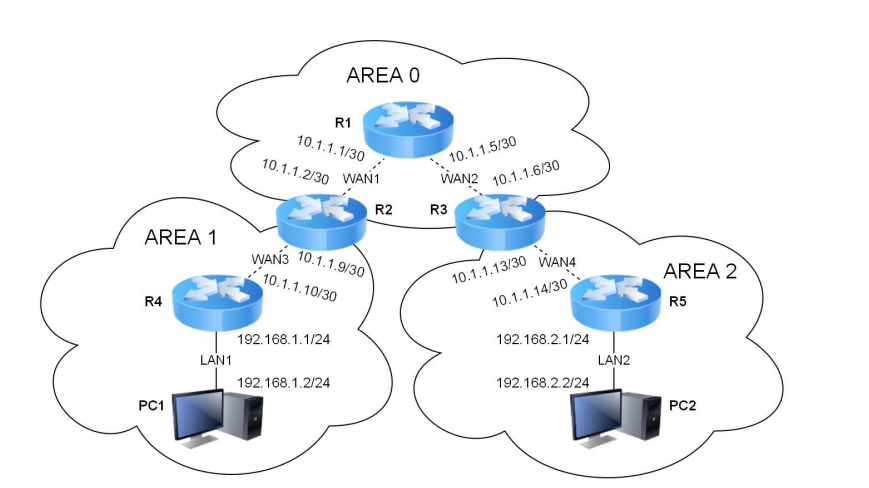 AREA 0
R1
10.1.1.1/30
10.1.1.5/30
10.1.1.2/30
WAN1
WAN2
10.1.1.6/30
R2
R3
AREA 1
WAN3
10.1.1.9/30
10.1.1.10/30
R4
10.1.1.13/30
WAN4
10.1.1.14/30
AREA 2
R5
192.168.1.1/24
LAN1
192.168.1.2/24
PC1
192.168.2.1/24
LAN2
192.168.2.2/24
PC2